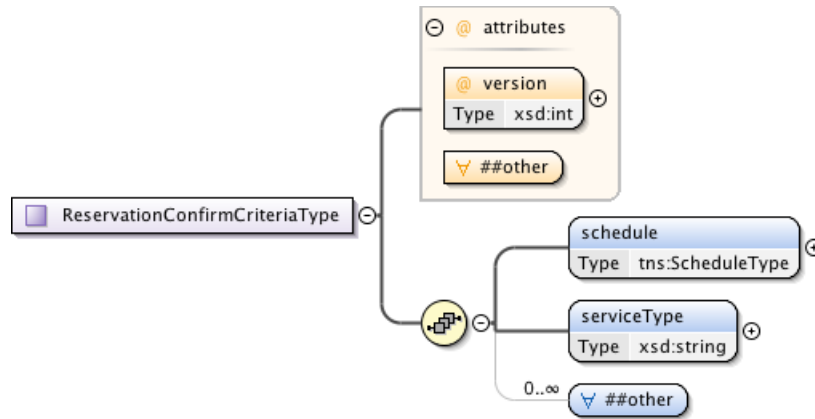 @ attributes
@ version
Type xsd:int
∀ ##other
ReservationConfirmCriteriaType
schedule
Type tns:ScheduleType
serviceType
Type xsd:string
0..∞
∀ ##other